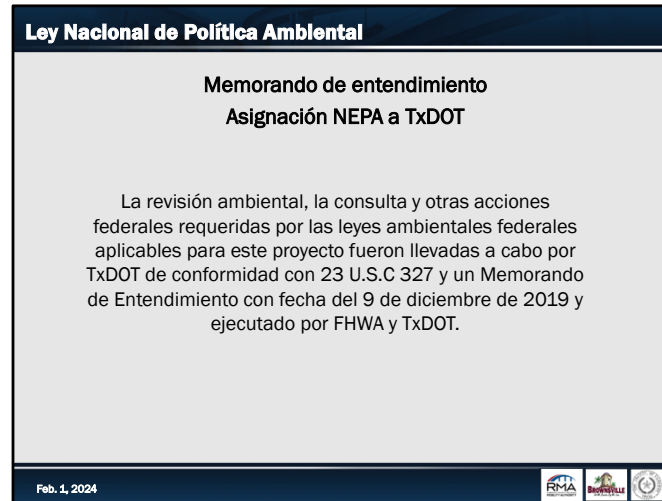 Ley Nacional de Política Ambiental
Memorando de entendimiento
Asignación NEPA a TxDOT
La revisión ambiental, la consulta y otras acciones
federales requeridas por las leyes ambientales federales
aplicables para este proyecto fueron llevadas a cabo por
TxDOT de conformidad con 23 U.S.C 327 y un Memorando
de Entendimiento con fecha del 9 de diciembre de 2019 y
ejecutado por FHWA y TxDOT.
Feb. 1, 2024
RMA
BROWNSVILLE